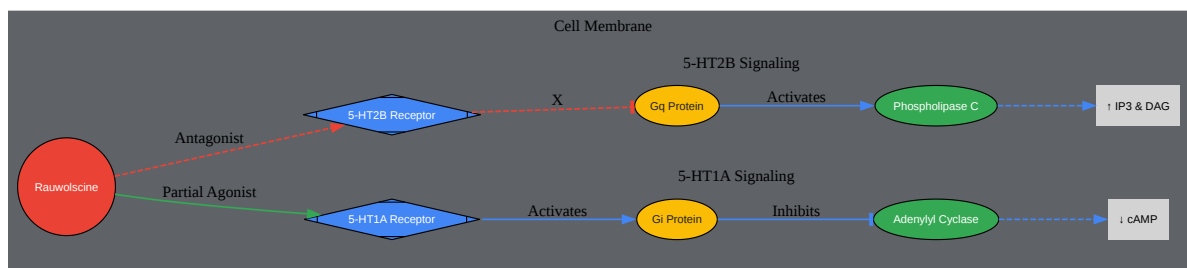 Cell Membrane
5-HT2B Signaling
X
Activates
5-HT2B Receptor
Gq Protein
Phospholipase C
↑ IP3 & DAG
Antagonist
Rauwolscine
5-HT1A Signaling
Partial Agonist
5-HT1A Receptor
Activates
Gi Protein
Inhibits
Adenylyl Cyclase
↓ cAMP